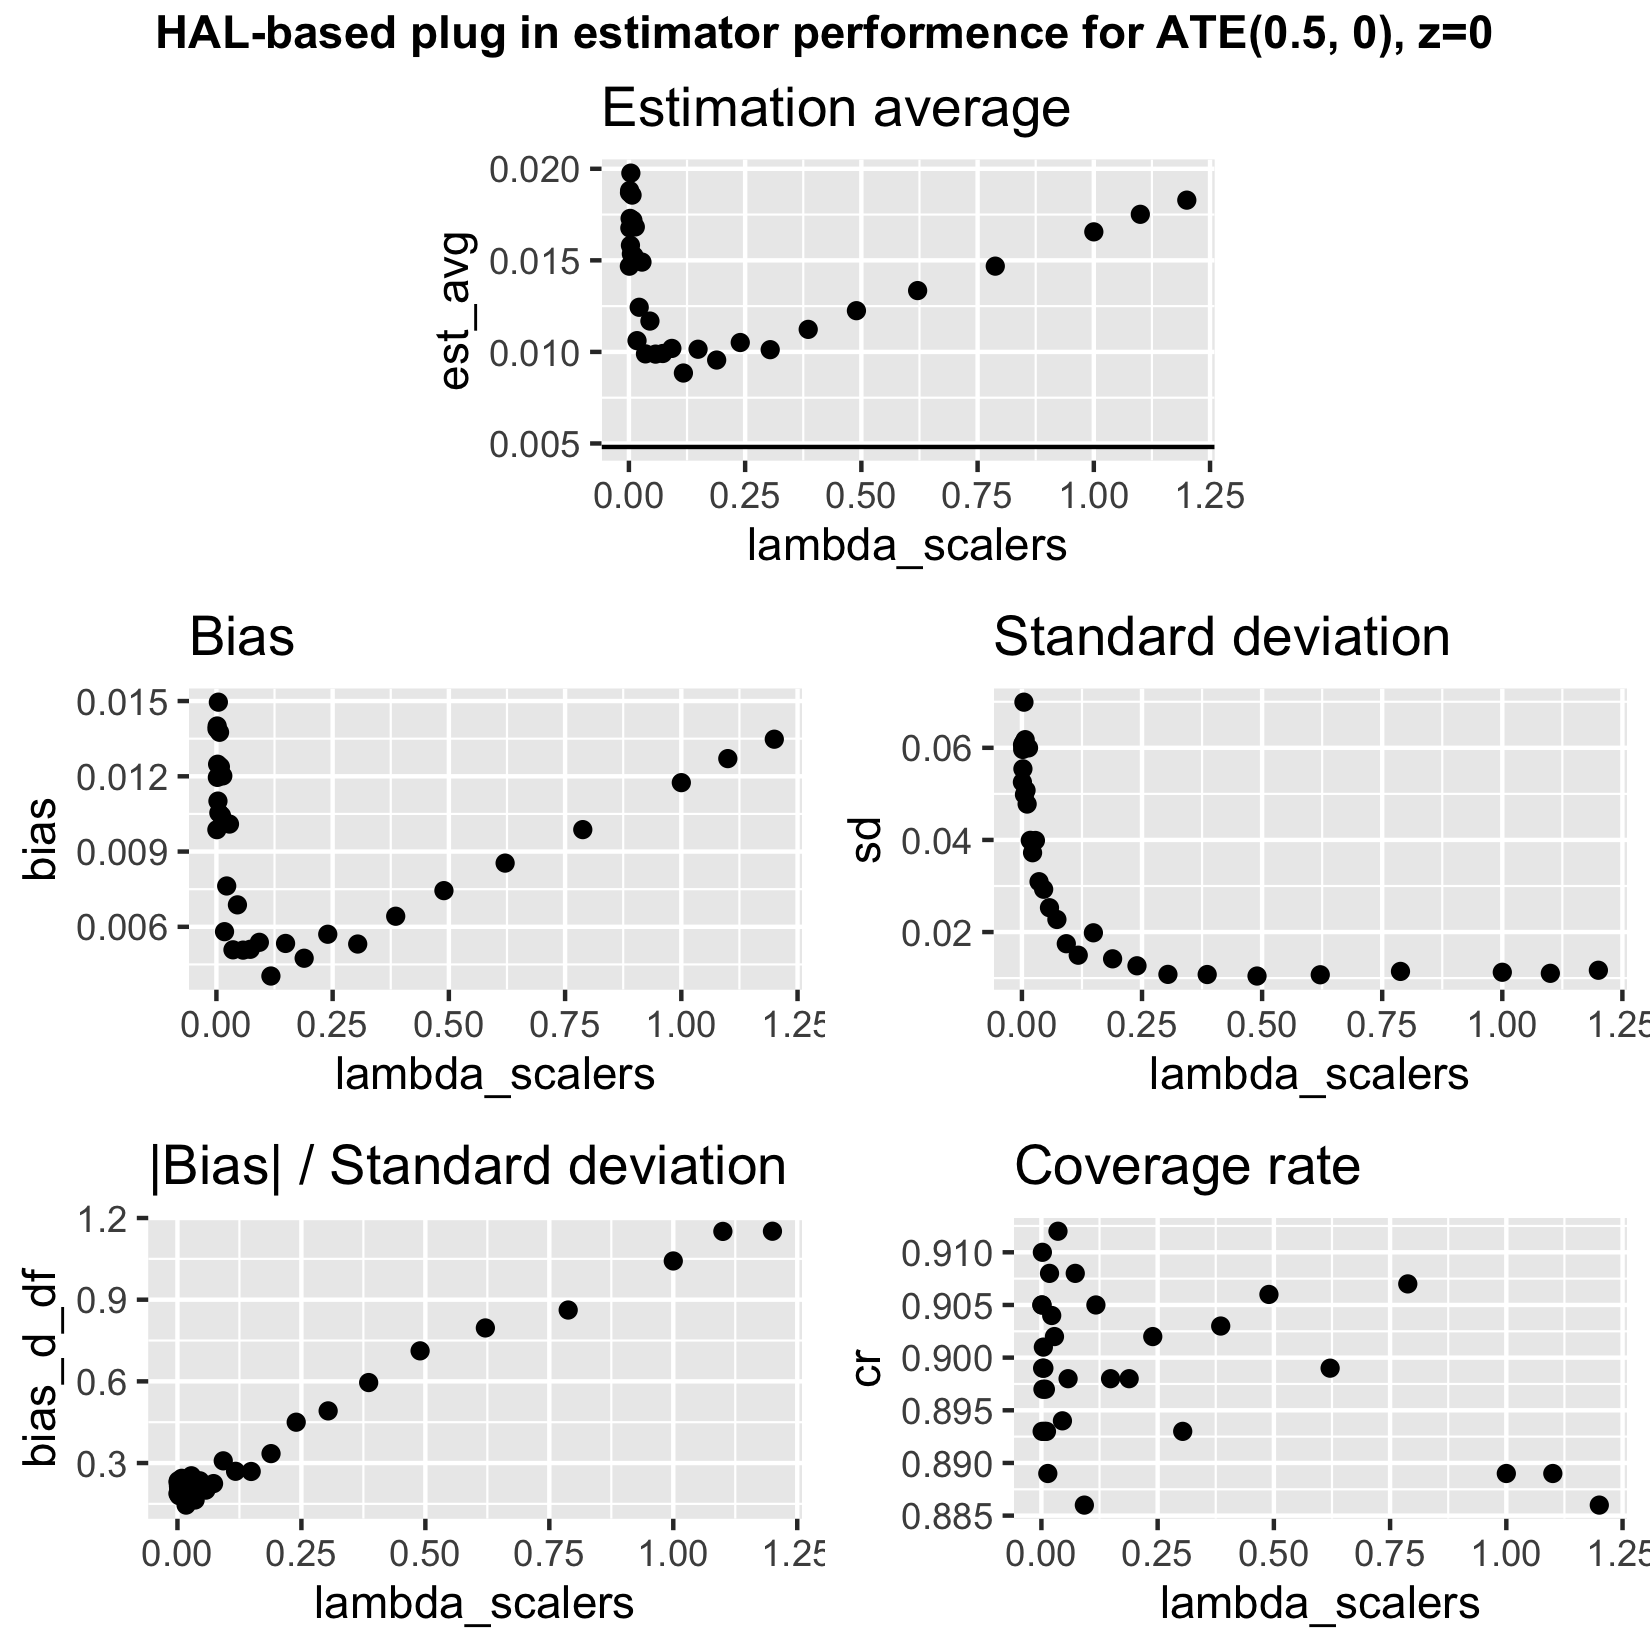 HAL-based plug in estimator performence for ATE(0.5, 0), z=0
Estimation average
0.020
0.015
0.010
0.005
est_avg
0.00 0.25 0.50 0.75 1.00 1.25
lambda_scalers
Bias
0.015
0.012
0.009
0.006
bias
0.00 0.25 0.50 0.75 1.00 1.25
lambda_scalers
Standard deviation
0.06
0.04
0.02
sd
0.00 0.25 0.50 0.75 1.00 1.25
lambda_scalers
|Bias| / Standard deviation
1.2
0.9
0.6
0.3
bias_d_df
0.00 0.25 0.50 0.75 1.00 1.25
lambda_scalers
Coverage rate
0.910
0.905
0.900
0.895
0.890
0.885
cr
0.00 0.25 0.50 0.75 1.00 1.25
lambda_scalers